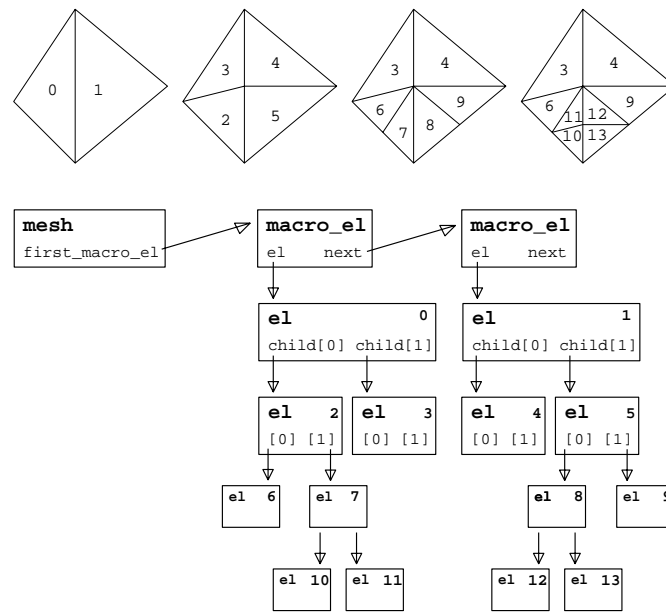 0 1
3 4
2 5
3 4
6 9
7 8
3 4
6 9
11 12
10 13
mesh
first_macro_el
macro_el
el next
macro_el
el next
el 0
child[0] child[1]
el 1
child[0] child[1]
el 2
[0] [1]
el 3
[0] [1]
el 4
[0] [1]
el 5
[0] [1]
el 6
el 7
el 8
el 9
el 10
el 11
el 12
el 13